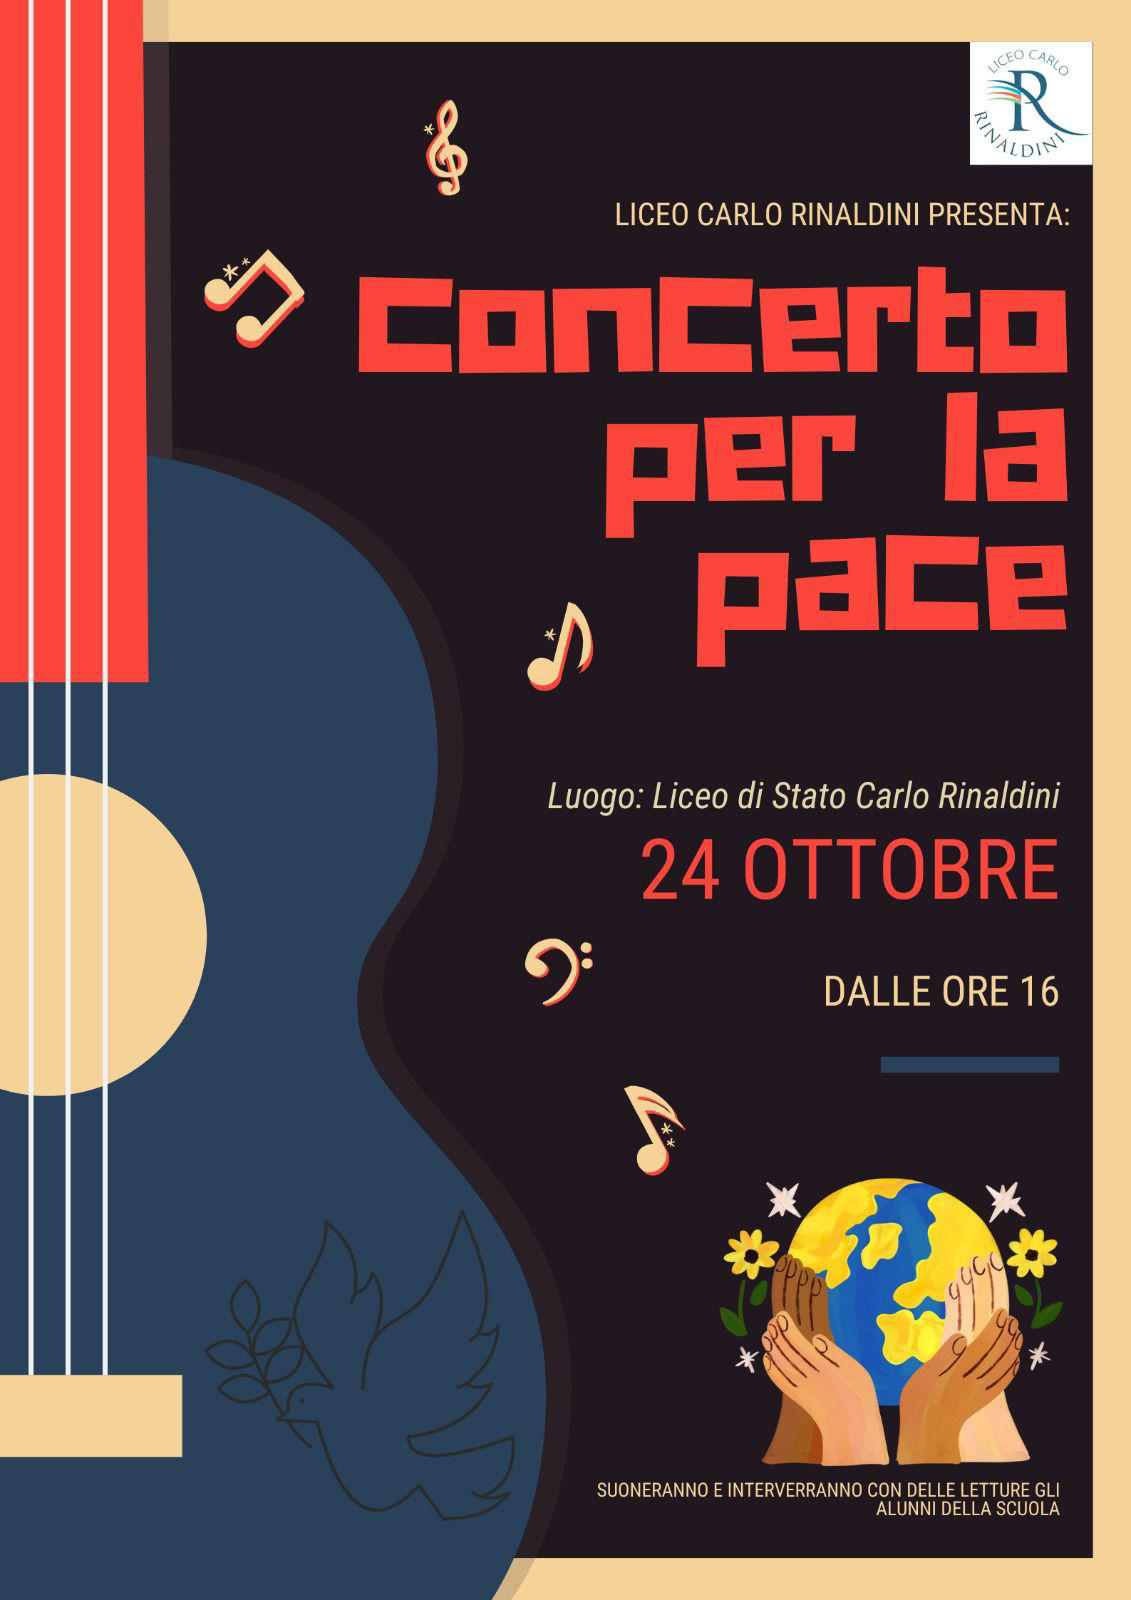 LICEO CARLO
R
RINALDINI
LICEO CARLO RINALDINI PRESENTA:
concerto
per la
pace
Luogo: Liceo di Stato Carlo Rinaldini
24 OTTOBRE
DALLE ORE 16
SUONERANNO E INTERVERRANNO CON DELLE LETTURE GLI
ALUNNI DELLA SCUOLA